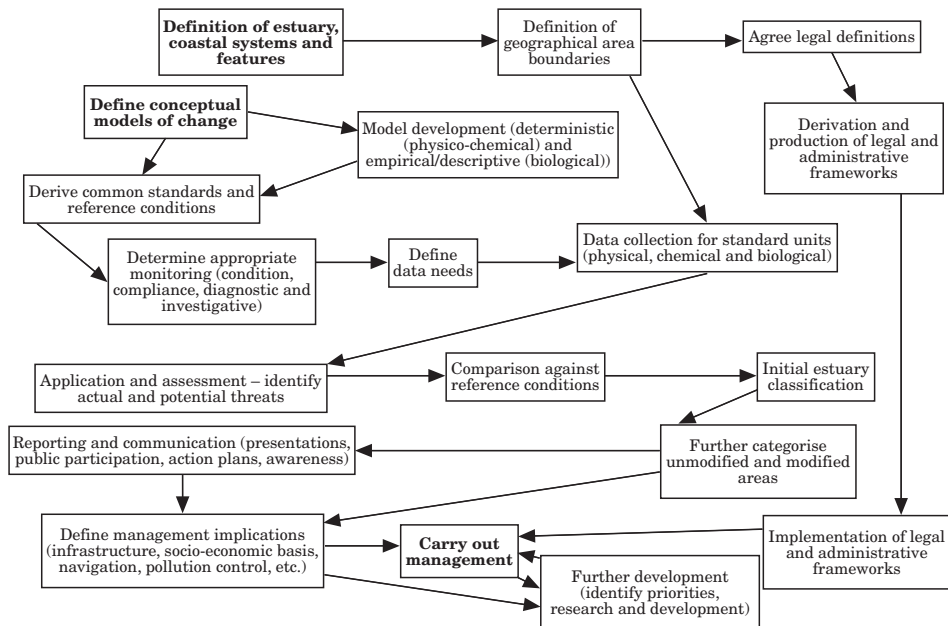 Definition of estuary,
coastal systems and
features
Definition of
geographical area
boundaries
Agree legal definitions
Define conceptual
models of change
Model development (deterministic
(physico-chemical) and
empirical/descriptive (biological))
Derivation and
production of legal and
administrative
frameworks
Derive common standards and
reference conditions
Determine appropriate
monitoring (condition,
compliance, diagnostic and
investigative)
Define
data needs
Data collection for standard units
(physical, chemical and biological)
Application and assessment – identify
actual and potential threats
Comparison against
reference conditions
Initial estuary
classification
Reporting and communication (presentations,
public participation, action plans, awareness)
Further categorise
unmodified and modified
areas
Define management implications
(infrastructure, socio-economic basis,
navigation, pollution control, etc.)
Carry out
management
Implementation of legal
and administrative
frameworks
Further development
(identify priorities,
research and development)